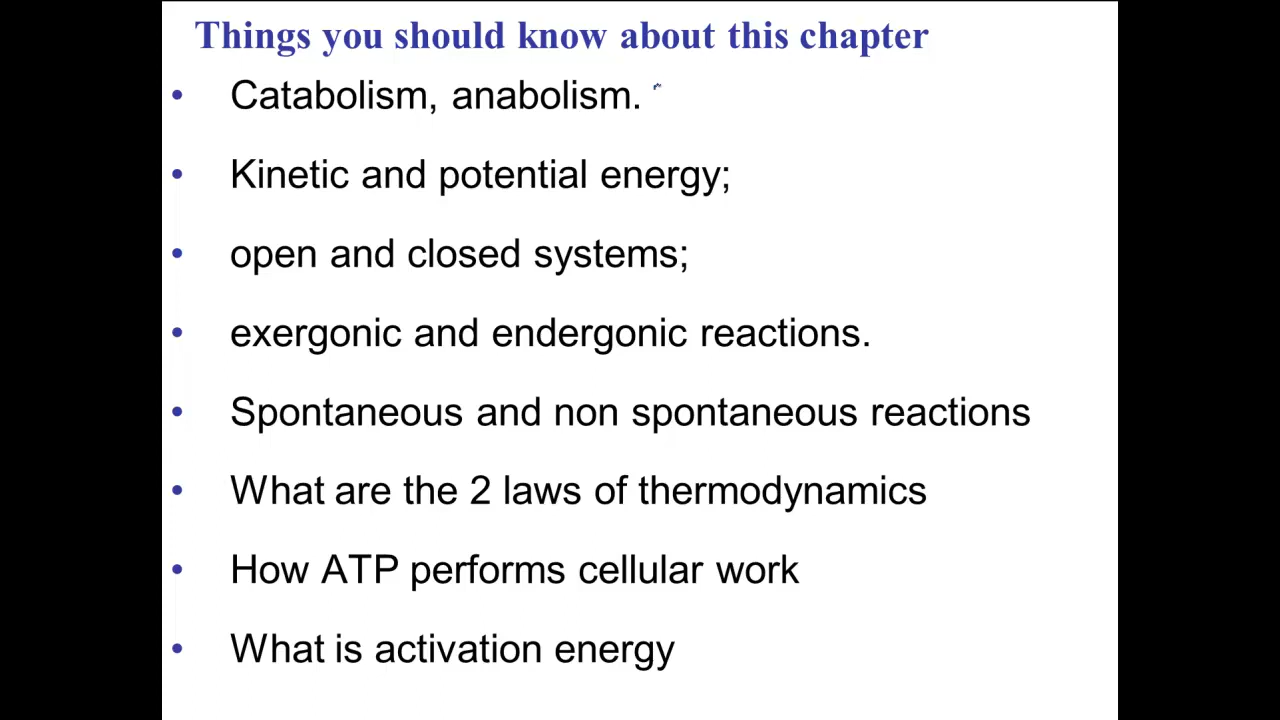 Things you should know about this chapter
• Catabolism, anabolism.
• Kinetic and potential energy;
• open and closed systems;
• exergonic and endergonic reactions.
• Spontaneous and non spontaneous reactions
• What are the 2 laws of thermodynamics
• How ATP performs cellular work
• What is activation energy